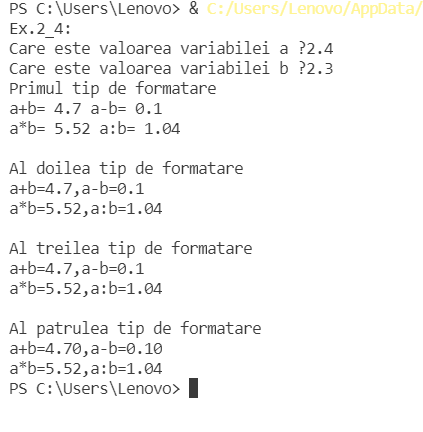 PS C:\Users\Lenovo> & C:/Users/Lenovo/AppData/
Ex.2_4:
Care este valoarea variabilei a ?2.4
Care este valoarea variabilei b ?2.3
Primul tip de formatare
a+b= 4.7 a-b= 0.1
a*b= 5.52 a:b= 1.04
Al doilea tip de formatare
a+b=4.7,a-b=0.1
a*b=5.52,a:b=1.04
Al treilea tip de formatare
a+b=4.7,a-b=0.1
a*b=5.52,a:b=1.04
Al patrulea tip de formatare
a+b=4.70,a-b=0.10
a*b=5.52,a:b=1.04
PS C:\Users\Lenovo>